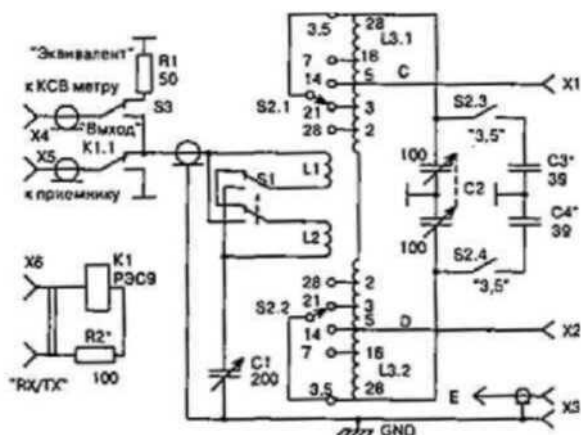 "Эквивалент"
R1
50
к КСВ метру
S3
X4
"Выход"
X5
K1.1
к приемнику
X6
K1
РЭС9
R2*
100
"RX/TX"
S1
L1
L2
C1
200
3.5
28
L3.1
7
16
14
5
C
S2.1
21
3
28
2
X1
S2.3
"3,5"
100
C2
100
C3*
39
C4*
39
S2.4
"3,5"
28
2
21
3
S2.2
5
14
D
X2
7
16
L3.2
3.5
28
E
X3
GND